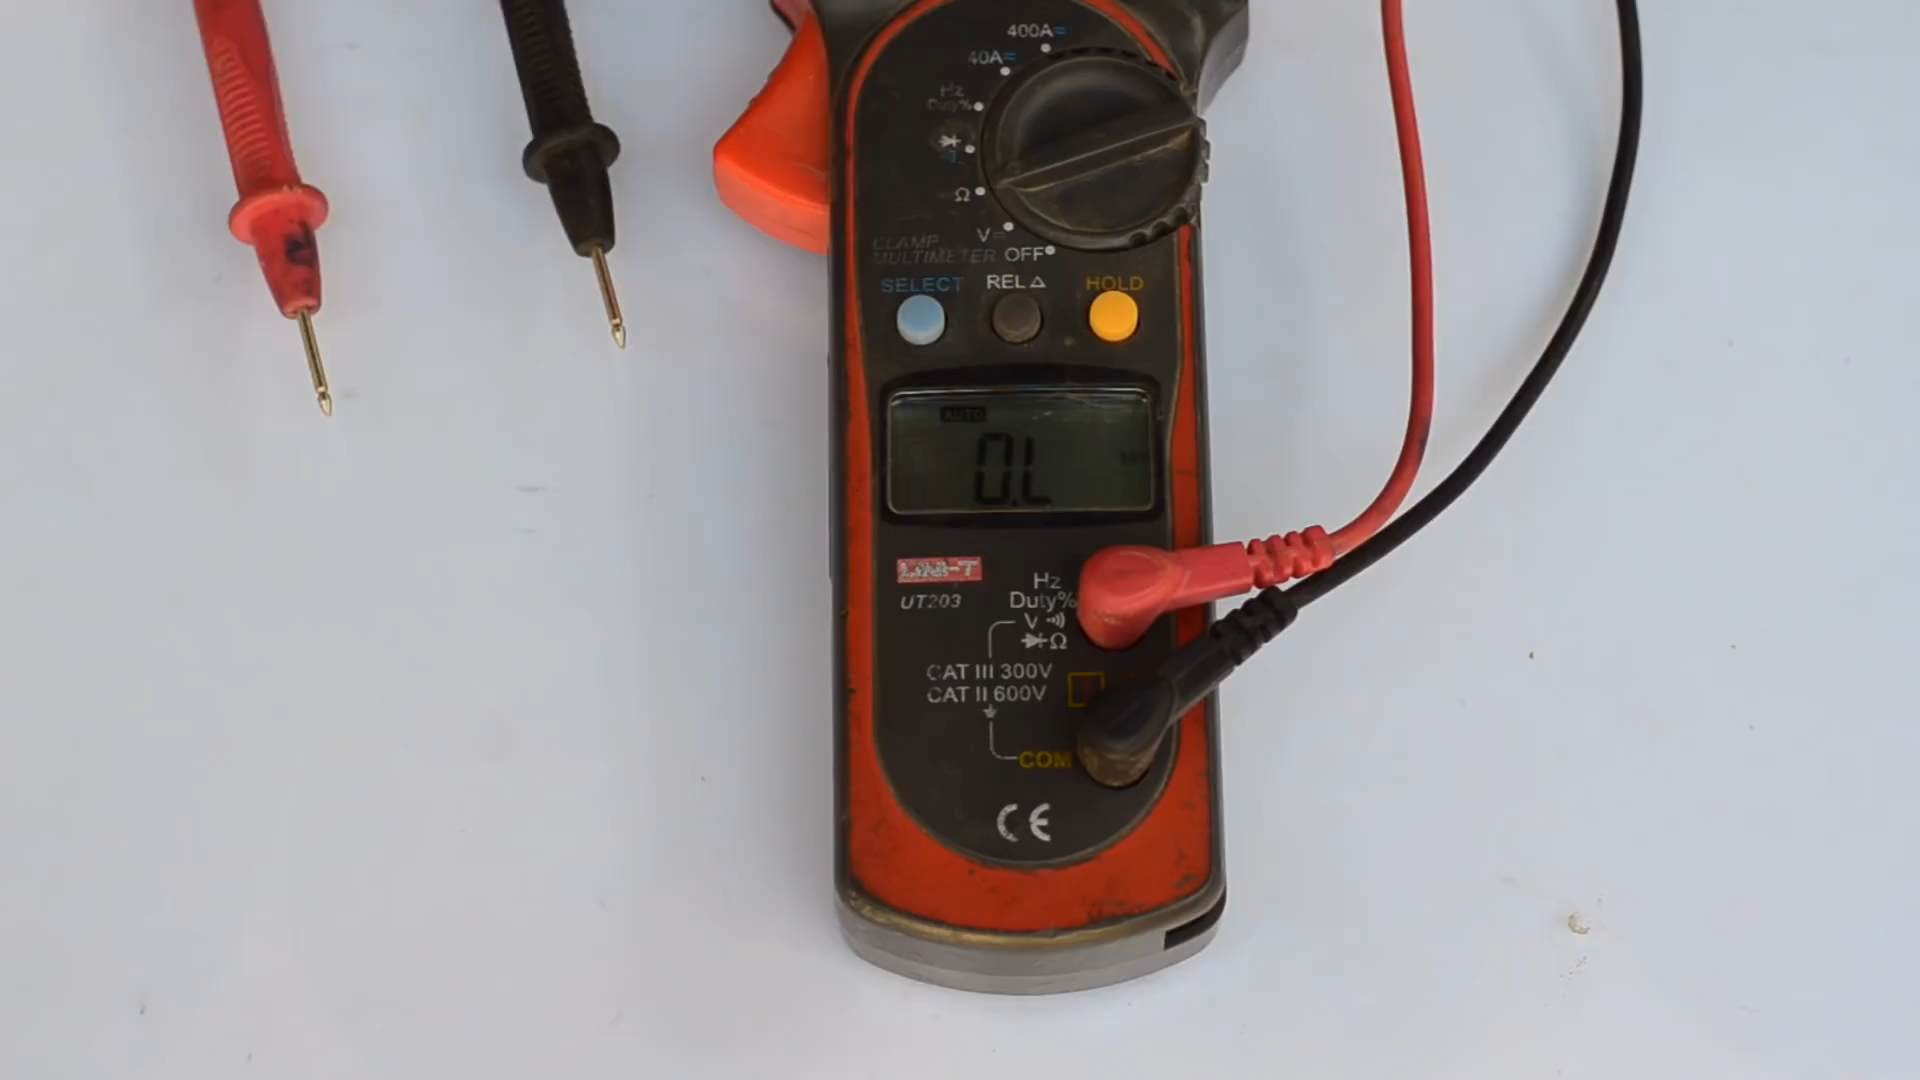 400A=
40A=
Hz
Duty%
Ω
V=
OFF
CLAMP
MULTIMETER
SELECT
REL △
HOLD
AUTO
0.L
UNI-T
UT203
Hz
Duty%
V
Ω
CAT III 300V
CAT II 600V
COM
CE